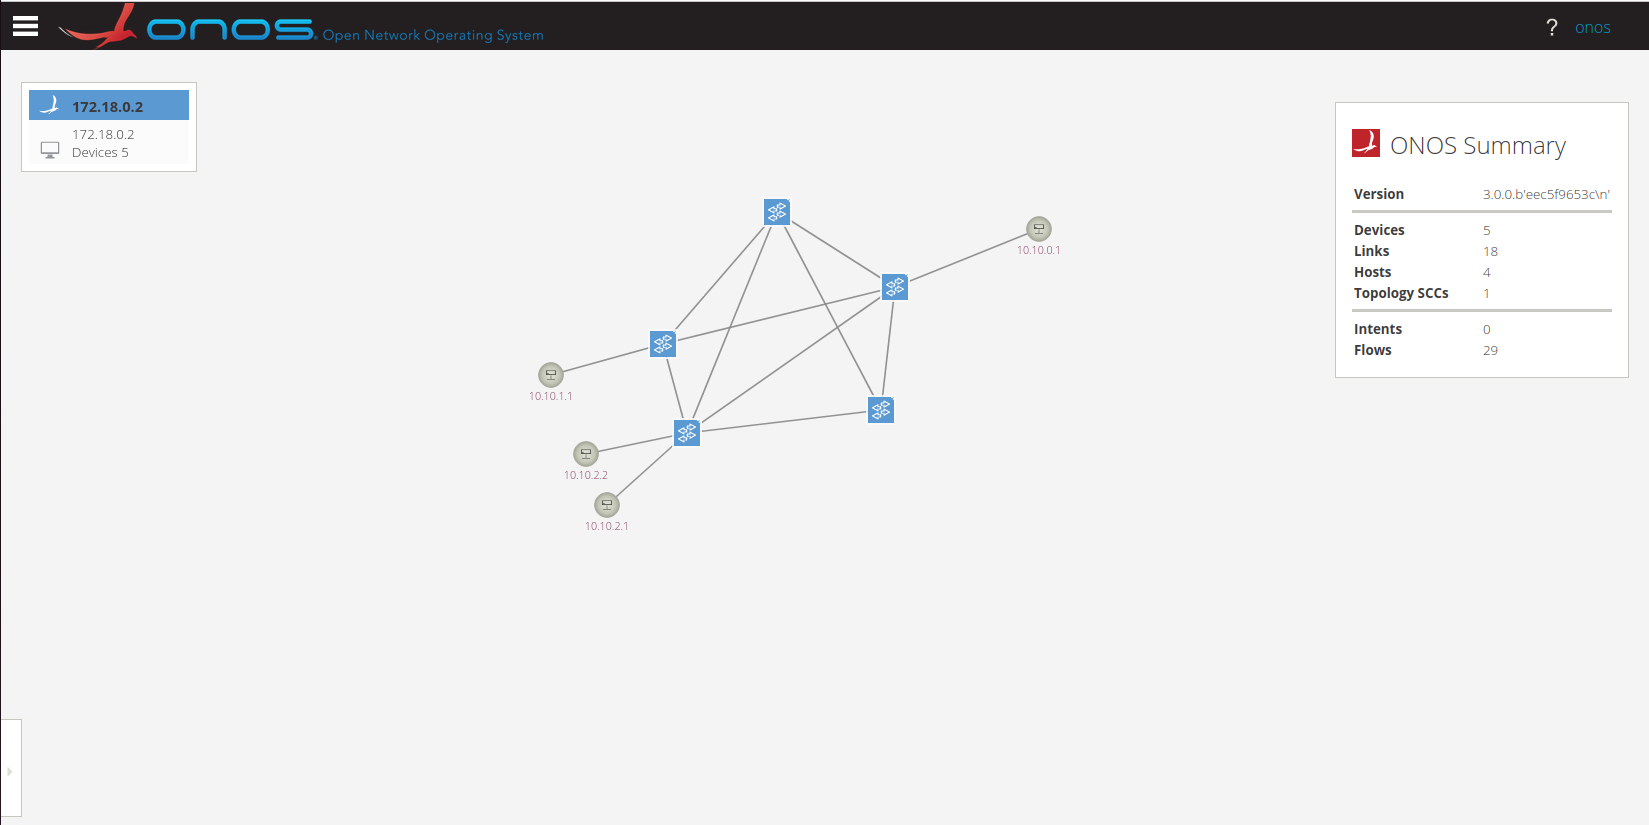 onos Open Network Operating System
? onos
172.18.0.2
172.18.0.2
Devices 5
10.10.0.1
10.10.1.1
10.10.2.2
10.10.2.1
ONOS Summary
Version 3.0.0.b'eec5f9653c\n'
Devices 5
Links 18
Hosts 4
Topology SCCs 1
Intents 0
Flows 29